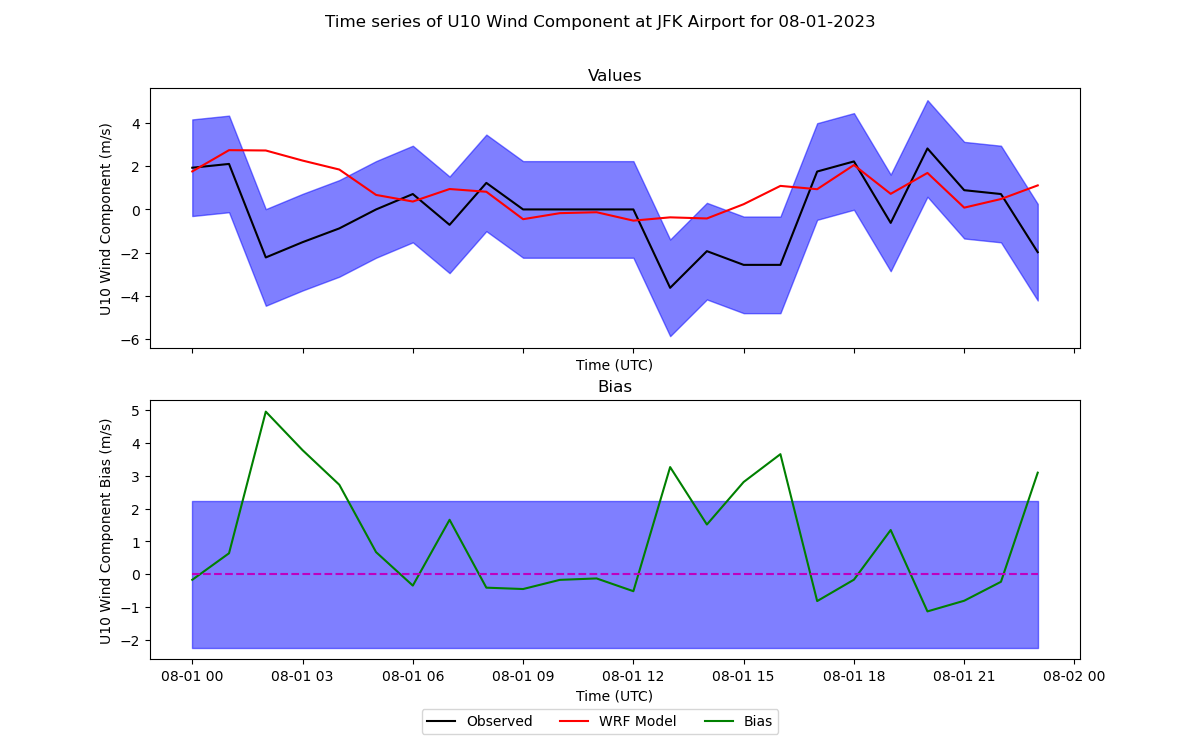 Time series of U10 Wind Component at JFK Airport for 08-01-2023
Values
U10 Wind Component (m/s)
4
2
0
−2
−4
−6
Time (UTC)
Bias
U10 Wind Component Bias (m/s)
5
4
3
2
1
0
−1
−2
08-01 00 08-01 03 08-01 06 08-01 09 08-01 12 08-01 15 08-01 18 08-01 21 08-02 00
Time (UTC)
Observed WRF Model Bias